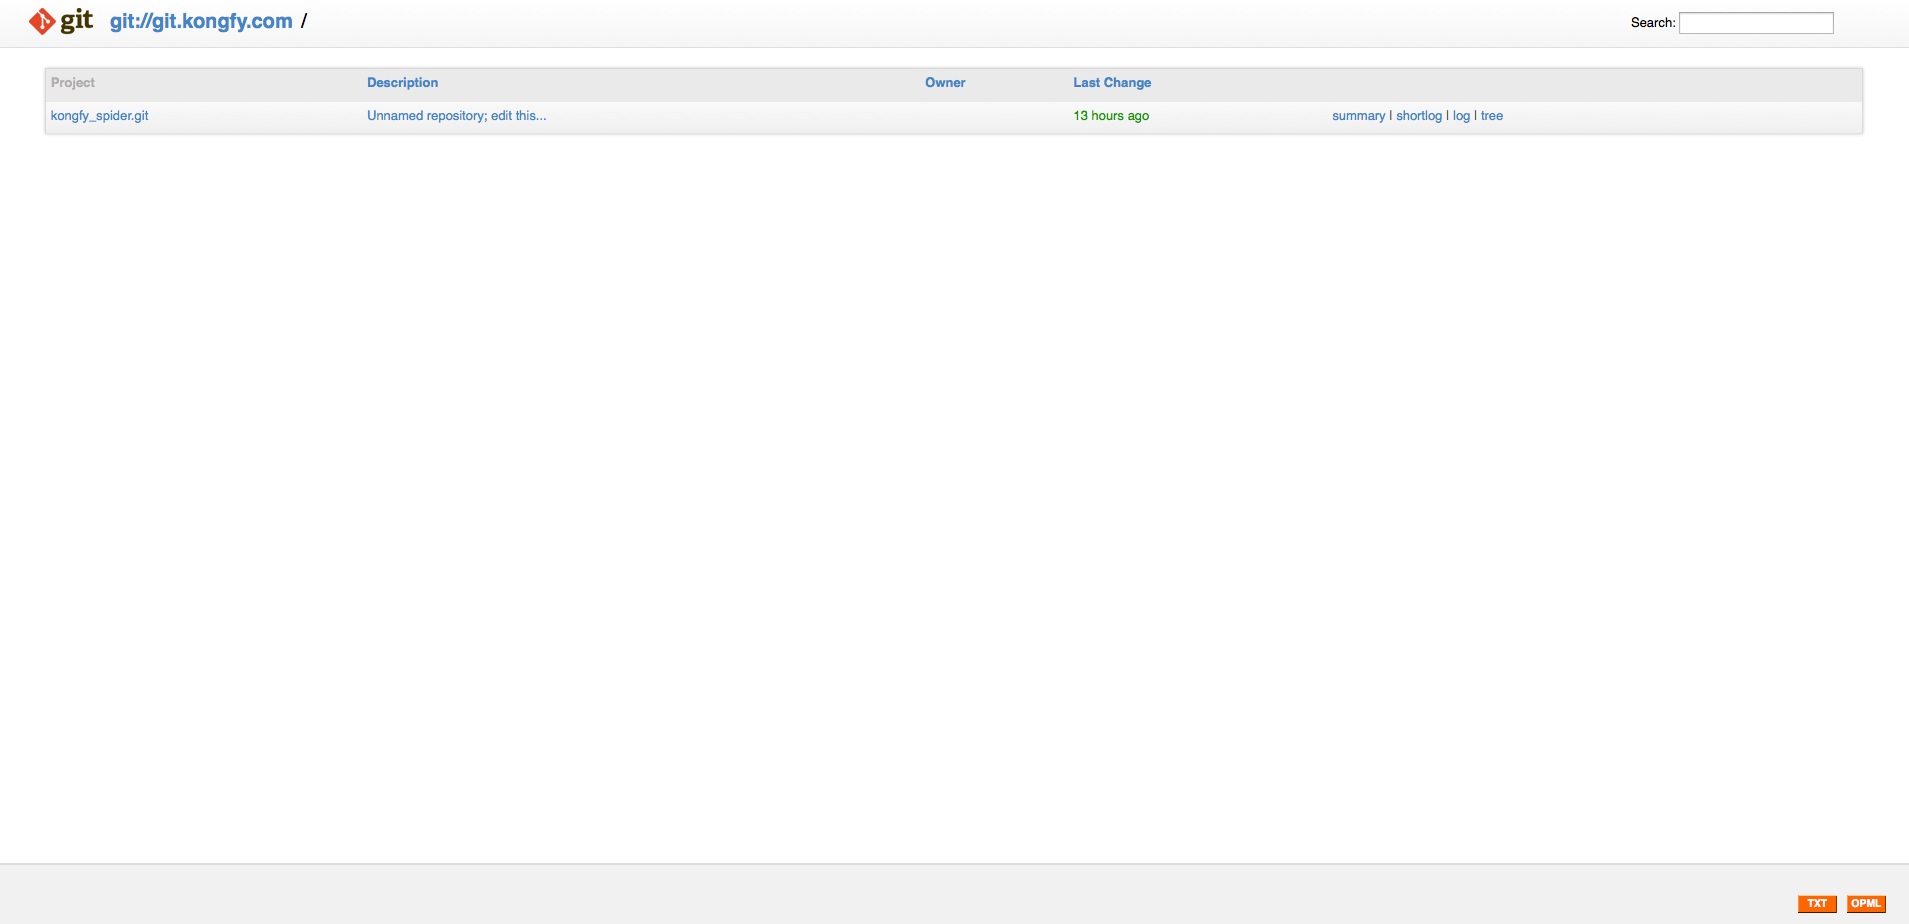 git git://git.kongfy.com / Search:
Project Description Owner Last Change
kongfy_spider.git Unnamed repository; edit this... 13 hours ago summary | shortlog | log | tree
TXT OPML